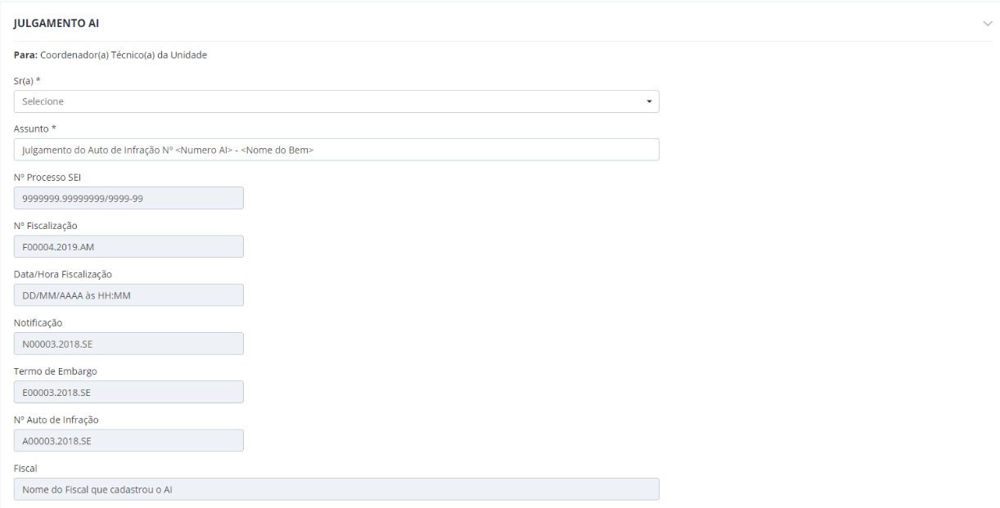 JULGAMENTO AI
Para: Coordenador(a) Técnico(a) da Unidade
Sr(a) *
Selecione
Assunto *
Julgamento do Auto de Infração Nº <Numero AI> - <Nome do Bem>
Nº Processo SEI
9999999.99999999/9999-99
Nº Fiscalização
F00004.2019.AM
Data/Hora Fiscalização
DD/MM/AAAA às HH:MM
Notificação
N00003.2018.SE
Termo de Embargo
E00003.2018.SE
Nº Auto de Infração
A00003.2018.SE
Fiscal
Nome do Fiscal que cadastrou o AI